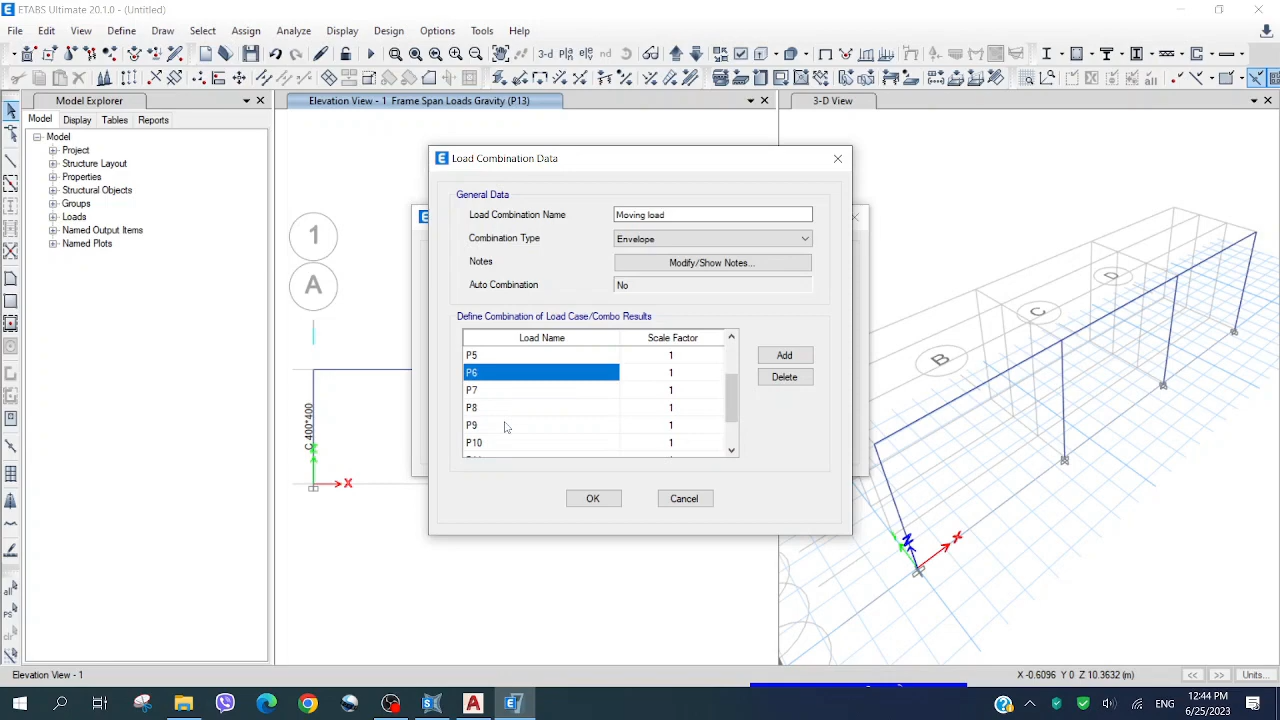 ETABS Ultimate 20.1.0 - (Untitled)
File Edit View Define Draw Select Assign Analyze Display Design Options Tools Help
3-d
nd
Model Explorer
Elevation View - 1 Frame Span Loads Gravity (P13)
3-D View
Model Display Tables Reports
Model
Project
Structure Layout
Properties
Structural Objects
Groups
Loads
Named Output Items
Named Plots
all
PS
clr
1
A
C 400*400
X
Load Combination Data
General Data
Load Combination Name Moving load
Combination Type Envelope
Notes Modify/Show Notes...
Auto Combination No
Define Combination of Load Case/Combo Results
Load Name Scale Factor
P5 1
P6 1
P7 1
P8 1
P9 1
P10 1
Add
Delete
OK Cancel
B
C
D
X
Elevation View - 1
X -0.6096 Y 0 Z 10.3632 (m)
<< >> Units...
12:44 PM
6/25/2023